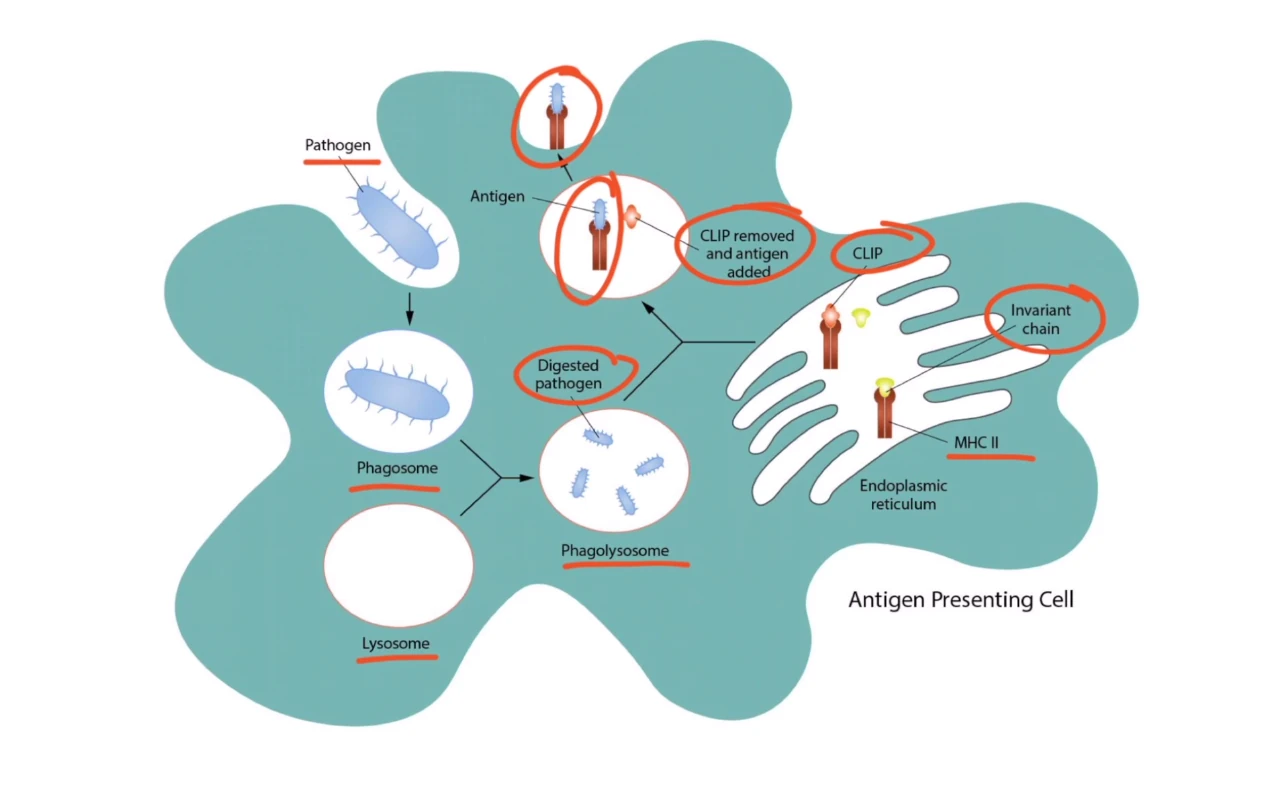 Pathogen
Antigen
CLIP removed
and antigen
added
CLIP
Invariant
chain
Digested
pathogen
MHC II
Phagosome
Endoplasmic
reticulum
Phagolysosome
Antigen Presenting Cell
Lysosome